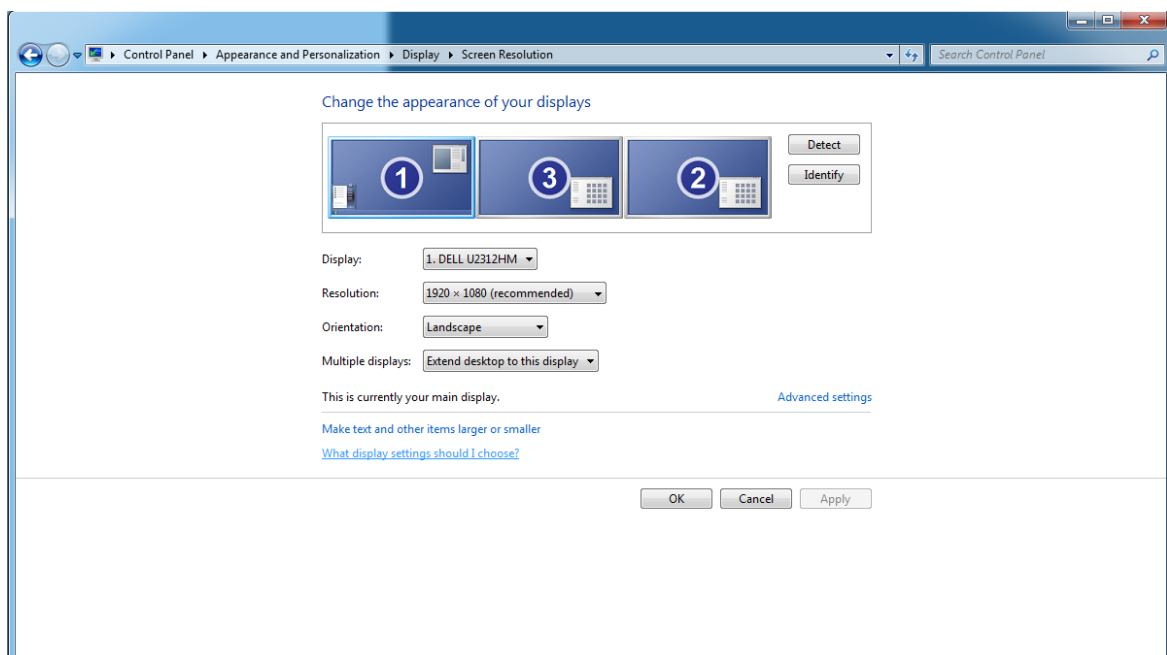 Control Panel Appearance and Personalization Display Screen Resolution Search Control Panel
Change the appearance of your displays
1 3 2
Detect
Identify
Display: 1. DELL U2312HM
Resolution: 1920 × 1080 (recommended)
Orientation: Landscape
Multiple displays: Extend desktop to this display
This is currently your main display. Advanced settings
Make text and other items larger or smaller
What display settings should I choose?
OK Cancel Apply